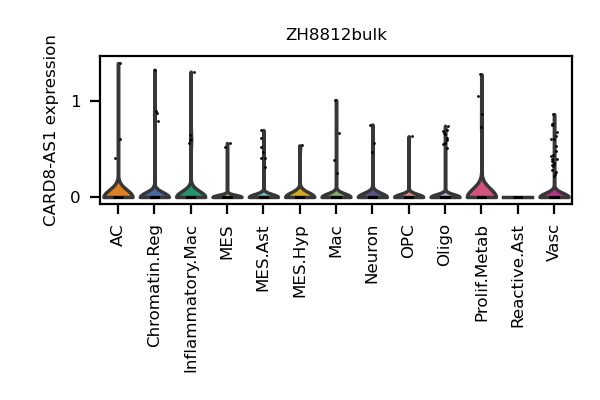 ZH8812bulk
CARD8-AS1 expression
1
0
AC
Chromatin.Reg
Inflammatory.Mac
MES
MES.Ast
MES.Hyp
Mac
Neuron
OPC
Oligo
Prolif.Metab
Reactive.Ast
Vasc